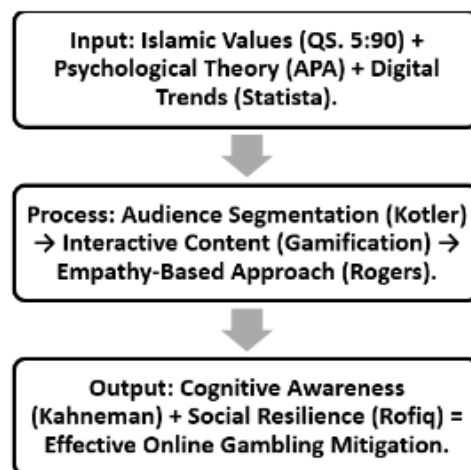 Input: Islamic Values (QS. 5:90) +
Psychological Theory (APA) + Digital
Trends (Statista).
Process: Audience Segmentation (Kotler)
→ Interactive Content (Gamification) →
Empathy-Based Approach (Rogers).
Output: Cognitive Awareness
(Kahneman) + Social Resilience (Rofiq) =
Effective Online Gambling Mitigation.